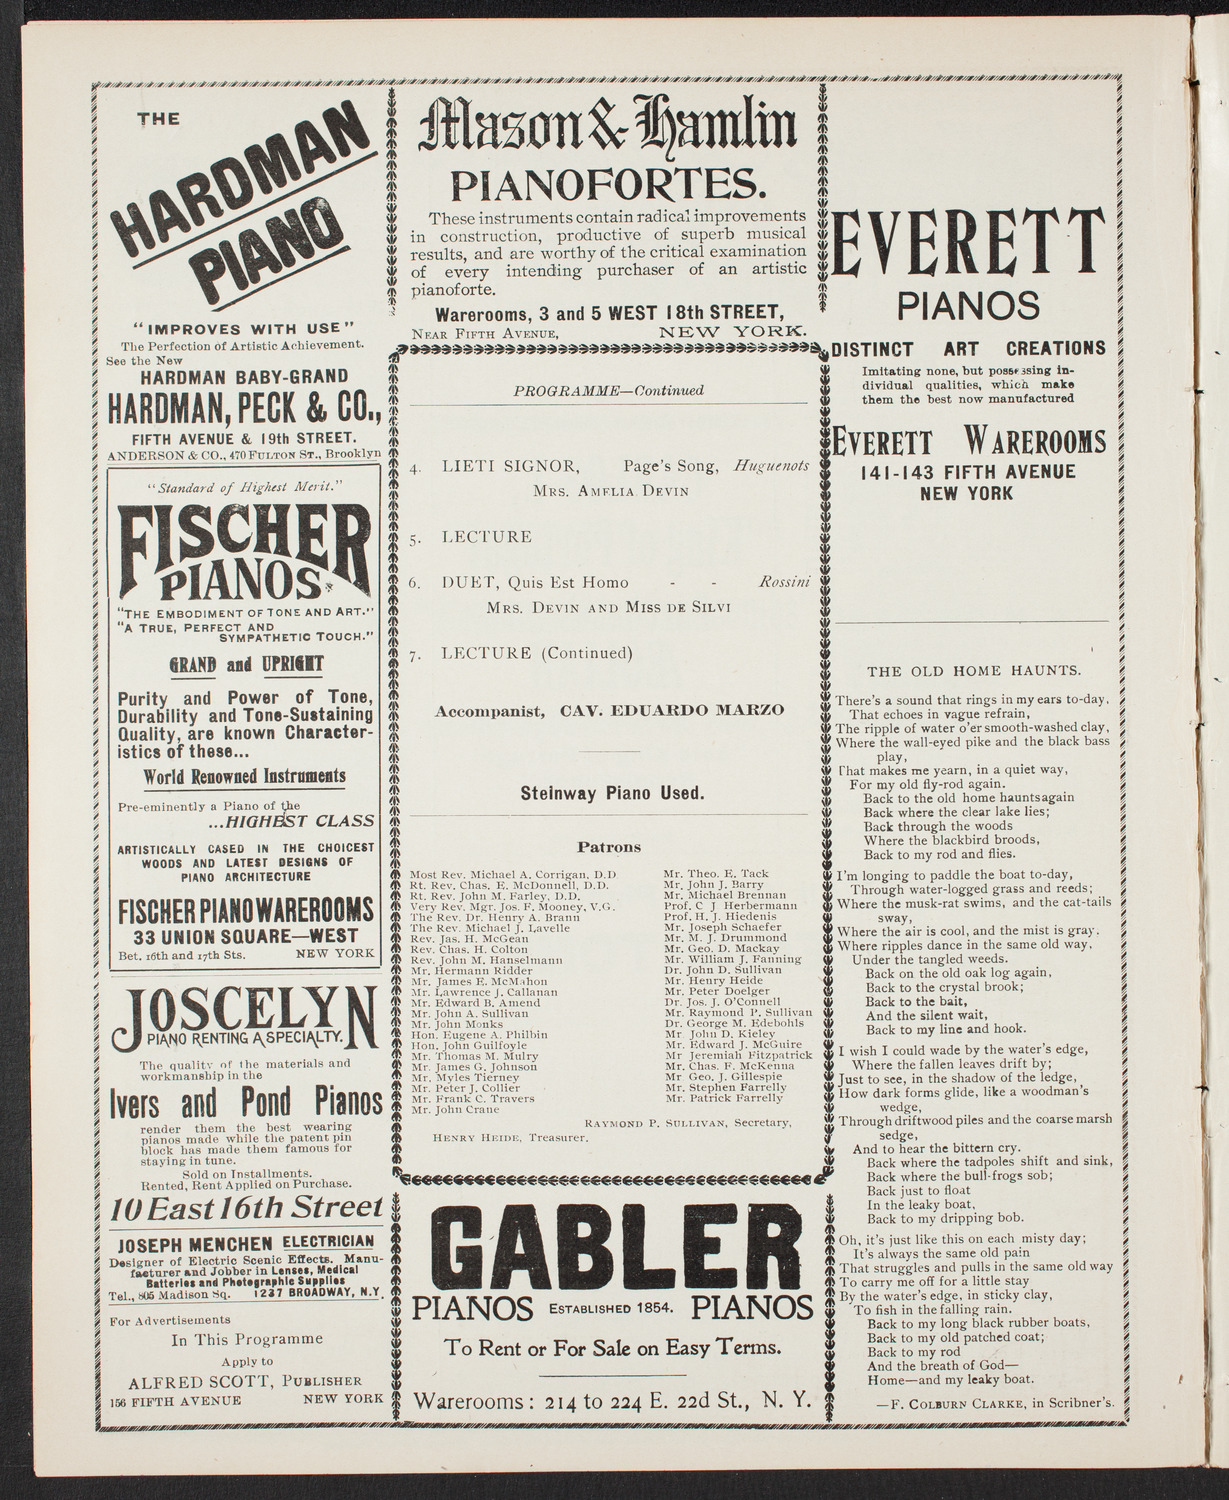 THE
HARDMAN
PIANO
"IMPROVES WITH USE"
The Perfection of Artistic Achievement.
See the New
HARDMAN BABY-GRAND
HARDMAN, PECK & CO.,
FIFTH AVENUE & 19th STREET.
ANDERSON & CO., 470 FULTON ST., Brooklyn
"Standard of Highest Merit."
FISCHER
PIANOS
"THE EMBODIMENT OF TONE AND ART."
"A TRUE, PERFECT AND
SYMPATHETIC TOUCH."
GRAND and UPRIGHT
Purity and Power of Tone,
Durability and Tone-Sustaining
Quality, are known Character-
istics of these...
World Renowned Instruments
Pre-eminently a Piano of the
...HIGHEST CLASS
ARTISTICALLY CASED IN THE CHOICEST
WOODS AND LATEST DESIGNS OF
PIANO ARCHITECTURE
FISCHER PIANO WAREROOMS
33 UNION SQUARE—WEST
Bet. 16th and 17th Sts. NEW YORK
JOSCELYN
PIANO RENTING A SPECIALTY.
The quality of the materials and
workmanship in the
Ivers and Pond Pianos
render them the best wearing
pianos made while the patent pin
block has made them famous for
staying in tune.
Sold on Installments.
Rented, Rent Applied on Purchase.
10 East 16th Street
JOSEPH MENCHEN ELECTRICIAN
Designer of Electric Scenic Effects. Manu-
facturer and Jobber in Lenses, Medical
Batteries and Photographic Supplies
Tel., 805 Madison Sq. 1237 BROADWAY, N.Y.
For Advertisements
In This Programme
Apply to
ALFRED SCOTT, PUBLISHER
156 FIFTH AVENUE NEW YORK
Mason & Hamlin
PIANOFORTES.
These instruments contain radical improvements
in construction, productive of superb musical
results, and are worthy of the critical examination
of every intending purchaser of an artistic
pianoforte.
Warerooms, 3 and 5 WEST 18th STREET,
NEAR FIFTH AVENUE, NEW YORK.
PROGRAMME—Continued
4. LIETI SIGNOR, Page's Song, Huguenots
MRS. AMELIA DEVIN
5. LECTURE
6. DUET, Quis Est Homo - - Rossini
MRS. DEVIN AND MISS DE SILVI
7. LECTURE (Continued)
Accompanist, CAV. EDUARDO MARZO
Steinway Piano Used.
Patrons
Most Rev. Michael A. Corrigan, D.D
Rt. Rev. Chas. E. McDonnell, D.D.
Rt. Rev. John M. Farley, D.D.
Very Rev. Mgr. Jos. F. Mooney, V.G.
The Rev. Dr. Henry A. Brann
The Rev. Michael J. Lavelle
Rev. Jas. H. McGean
Rev. Chas. H. Colton
Rev. John M. Hanselmann
Mr. Hermann Ridder
Mr. James E. McMahon
Mr. Lawrence J. Callanan
Mr. Edward B. Amend
Mr. John A. Sullivan
Mr. John Monks
Hon. Eugene A. Philbin
Hon. John Guilfoyle
Mr. Thomas M. Mulry
Mr. James G. Johnson
Mr. Myles Tierney
Mr. Peter J. Collier
Mr. Frank C. Travers
Mr. John Crane
Mr. Theo. E. Tack
Mr. John J. Barry
Mr. Michael Brennan
Prof. C J Herbermann
Prof. H. J. Hiedenis
Mr. Joseph Schaefer
Mr. M. J. Drummond
Mr. Geo. D. Mackay
Mr. William J. Fanning
Dr. John D. Sullivan
Mr. Henry Heide
Mr. Peter Doelger
Dr. Jos. J. O'Connell
Mr. Raymond P. Sullivan
Dr. George M. Edebohls
Mr John D. Kieley
Mr. Edward J. McGuire
Mr Jeremiah Fitzpatrick
Mr. Chas. F. McKenna
Mr. Geo. J. Gillespie
Mr. Stephen Farrelly
Mr. Patrick Farrelly
RAYMOND P. SULLIVAN, Secretary,
HENRY HEIDE, Treasurer.
GABLER
PIANOS ESTABLISHED 1854. PIANOS
To Rent or For Sale on Easy Terms.
Warerooms: 214 to 224 E. 22d St., N. Y.
EVERETT
PIANOS
DISTINCT ART CREATIONS
Imitating none, but possessing in-
dividual qualities, which make
them the best now manufactured
EVERETT WAREROOMS
141-143 FIFTH AVENUE
NEW YORK
THE OLD HOME HAUNTS.
There's a sound that rings in my ears to-day,
That echoes in vague refrain,
The ripple of water o'er smooth-washed clay,
Where the wall-eyed pike and the black bass
play,
That makes me yearn, in a quiet way,
For my old fly-rod again.
Back to the old home haunts again
Back where the clear lake lies;
Back through the woods
Where the blackbird broods,
Back to my rod and flies.
I'm longing to paddle the boat to-day,
Through water-logged grass and reeds;
Where the musk-rat swims, and the cat-tails
sway,
Where the air is cool, and the mist is gray.
Where ripples dance in the same old way,
Under the tangled weeds.
Back on the old oak log again,
Back to the crystal brook;
Back to the bait,
And the silent wait,
Back to my line and hook.
I wish I could wade by the water's edge,
Where the fallen leaves drift by;
Just to see, in the shadow of the ledge,
How dark forms glide, like a woodman's
wedge,
Through driftwood piles and the coarse marsh
sedge,
And to hear the bittern cry.
Back where the tadpoles shift and sink,
Back where the bull-frogs sob;
Back just to float
In the leaky boat,
Back to my dripping bob.
Oh, it's just like this on each misty day;
It's always the same old pain
That struggles and pulls in the same old way
To carry me off for a little stay
By the water's edge, in sticky clay,
To fish in the falling rain.
Back to my long black rubber boats,
Back to my old patched coat;
Back to my rod
And the breath of God—
Home—and my leaky boat.
—F. COLBURN CLARKE, in Scribner's.